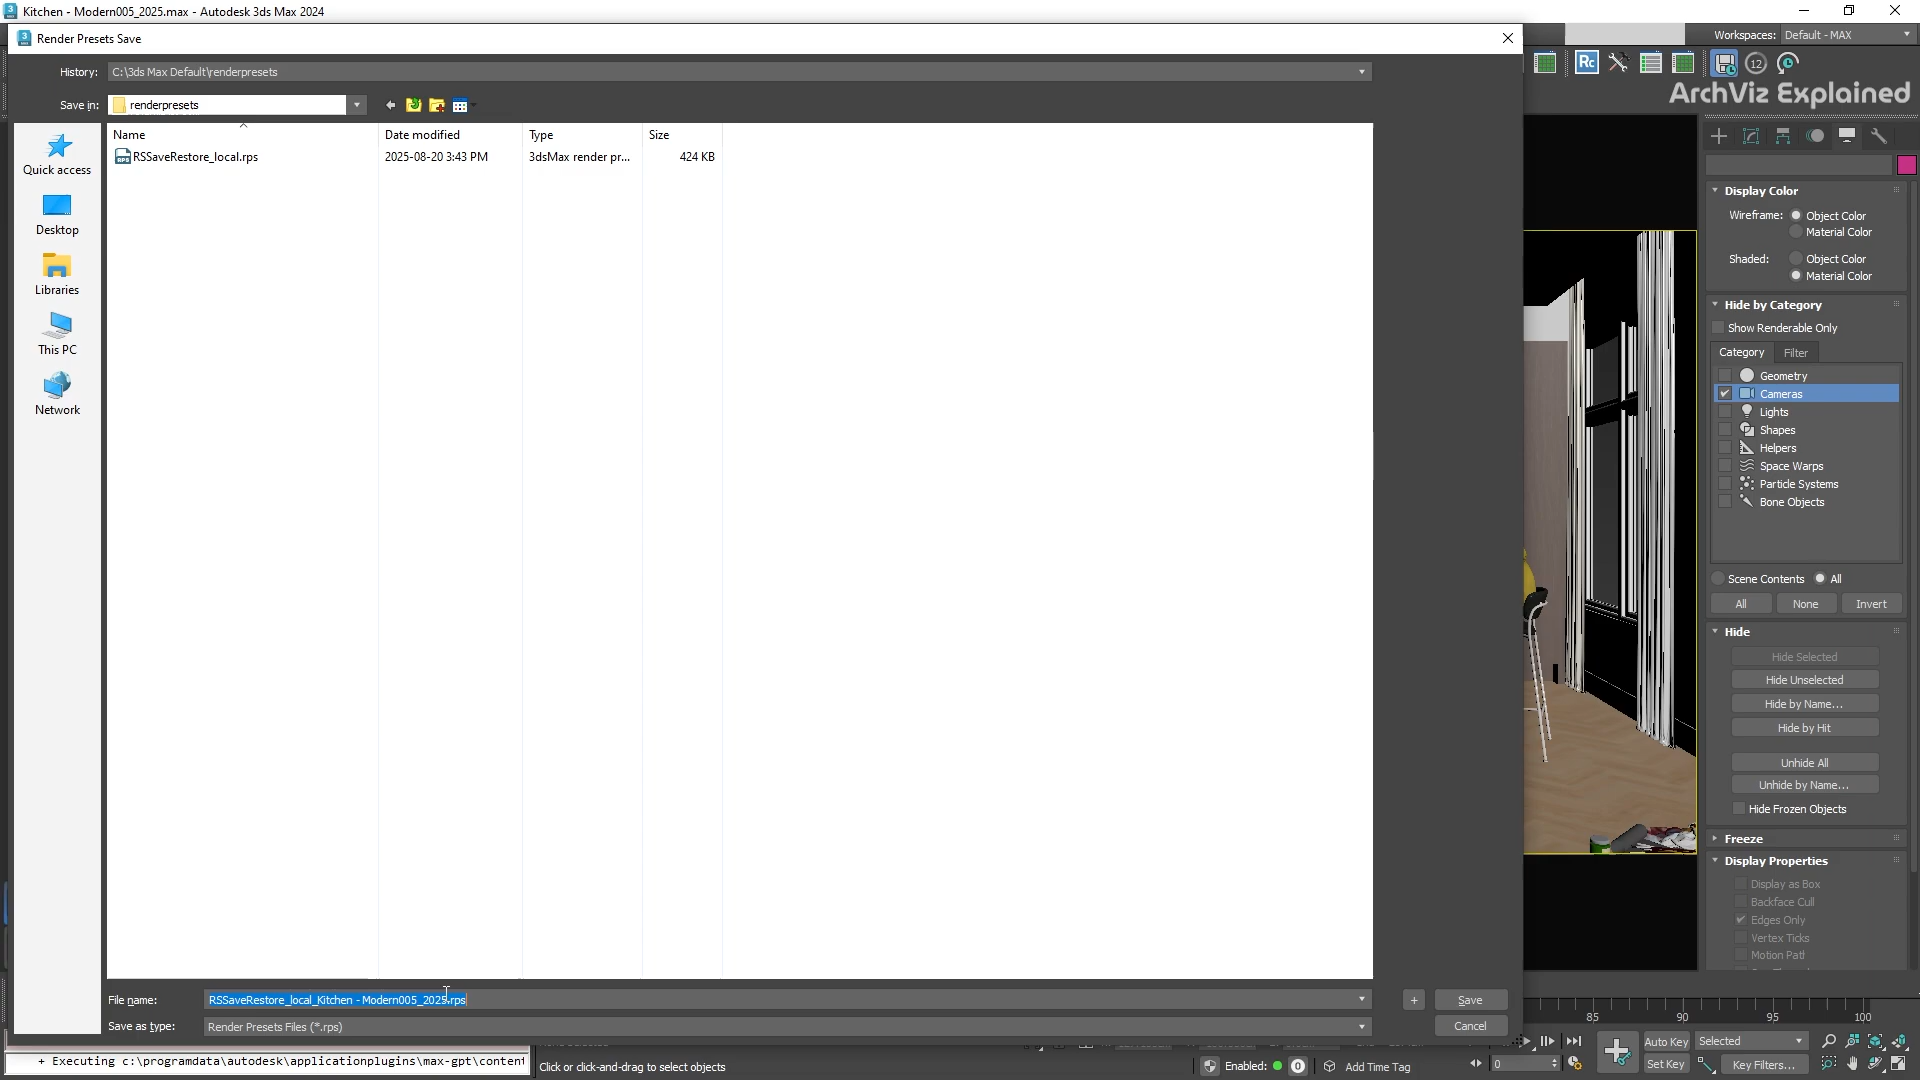 Kitchen - Modern005_2025.max - Autodesk 3ds Max 2024
Render Presets Save
Workspaces: Default - MAX
History: C:\3ds Max Default\renderpresets
Rc
12
ArchViz Explained
Save in: renderpresets
Name Date modified Type Size
RSSaveRestore_local.rps 2025-08-20 3:43 PM 3dsMax render pr... 424 KB
Quick access
Desktop
Libraries
This PC
Network
Display Color
Wireframe: Object Color
Material Color
Shaded: Object Color
Material Color
Hide by Category
Show Renderable Only
Category Filter
Geometry
Cameras
Lights
Shapes
Helpers
Space Warps
Particle Systems
Bone Objects
Scene Contents All
All None Invert
Hide
Hide Selected
Hide Unselected
Hide by Name...
Hide by Hit
Unhide All
Unhide by Name...
Hide Frozen Objects
Freeze
Display Properties
Display as Box
Backface Cull
Edges Only
Vertex Ticks
Motion Path
File name: RSSaveRestore_local_Kitchen - Modern005_2025.rps
+ Save
Save as type: Render Presets Files (*.rps)
Cancel
85 90 95 100
Auto Key Selected
Set Key Key Filters...
+ Executing c:\programdata\autodesk\applicationplugins\max-gpt\content
Click or click-and-drag to select objects
Enabled: 0
Add Time Tag
0